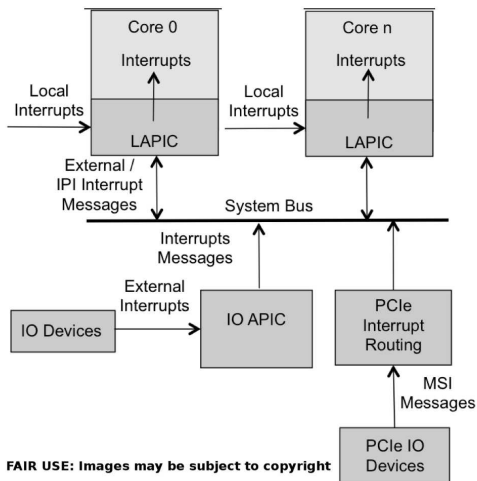 Core 0
Core n
Interrupts
Interrupts
Local
Interrupts
Local
Interrupts
LAPIC
LAPIC
External /
IPI Interrupt
Messages
System Bus
Interrupts
Messages
External
Interrupts
IO Devices
IO APIC
PCIe
Interrupt
Routing
MSI
Messages
PCIe IO
Devices
FAIR USE: Images may be subject to copyright